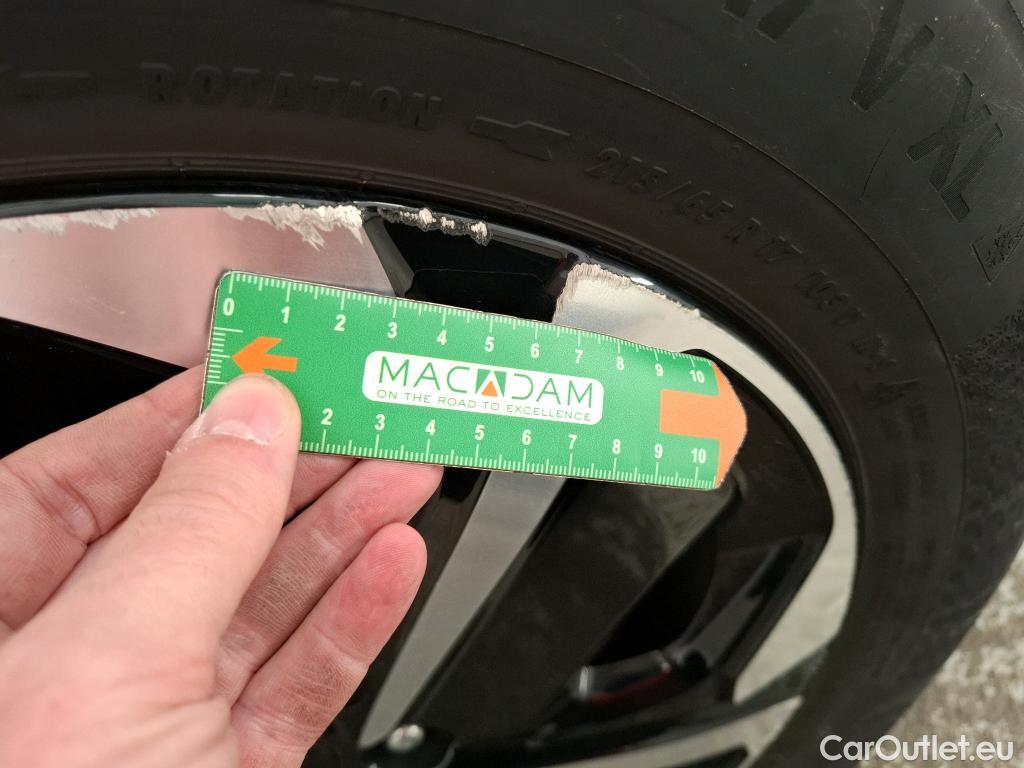 ROTATION
215/65 R 17 103 V
XL
0 1 2 3 4 5 6 7 8 9 10
MACADAM
ON THE ROAD TO EXCELLENCE
2 3 4 5 6 7 8 9 10
CarOutlet.eu